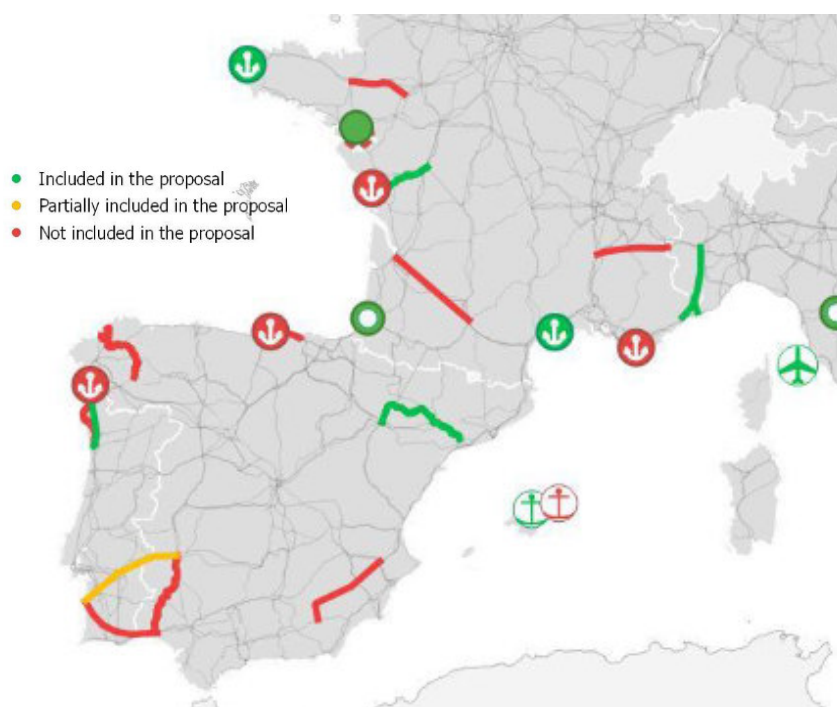 Included in the proposal
Partially included in the proposal
Not included in the proposal